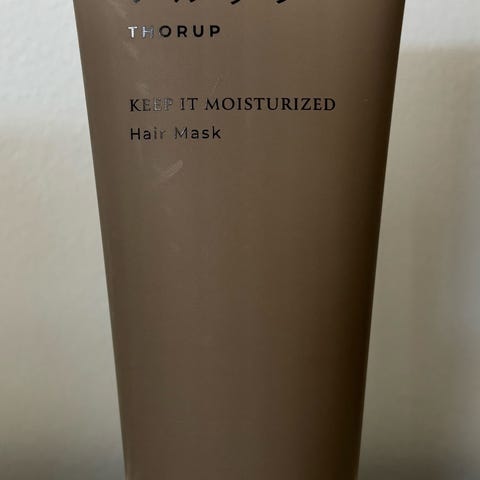 THORUP
KEEP IT MOISTURIZED
Hair Mask